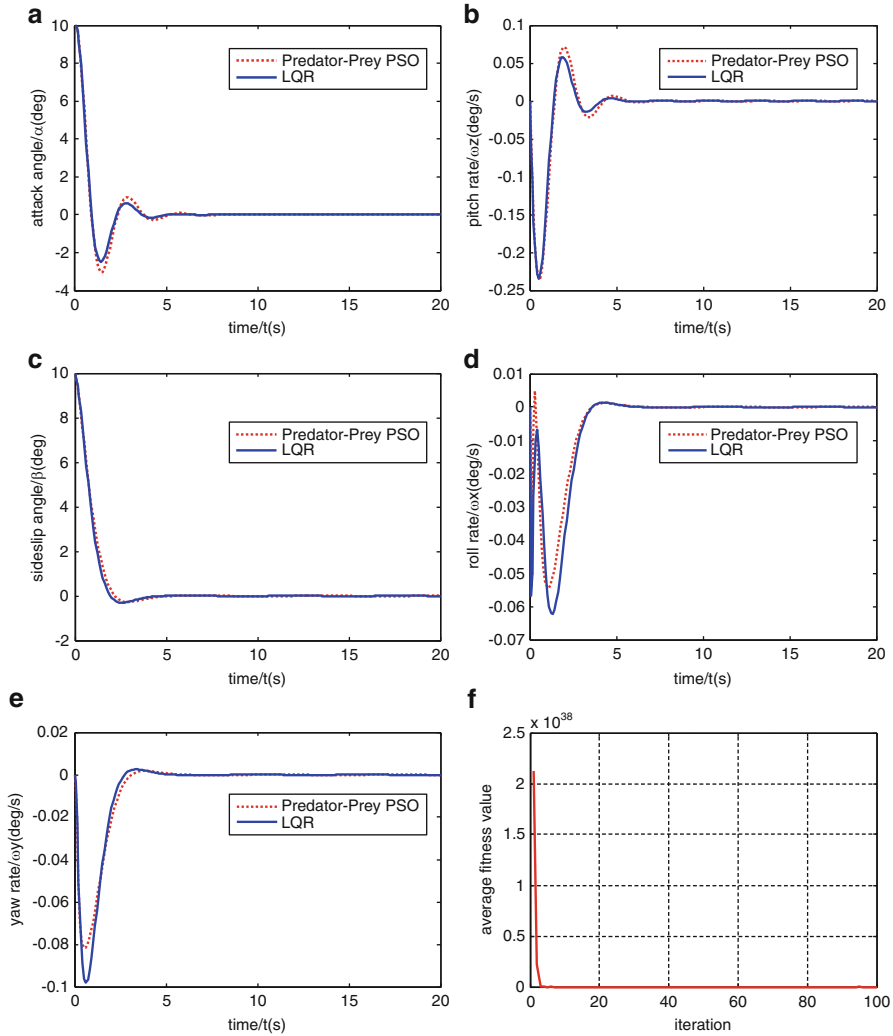 a
10
8
6
4
2
0
-2
-4
attack angle/α(deg)
Predator-Prey PSO
LQR
0
5
10
15
20
time/t(s)
b
0.1
0.05
0
-0.05
-0.1
-0.15
-0.2
-0.25
pitch rate/ωz(deg/s)
Predator-Prey PSO
LQR
0
5
10
15
20
time/t(s)
c
10
8
6
4
2
0
-2
sideslip angle/β(deg)
Predator-Prey PSO
LQR
0
5
10
15
20
time/t(s)
d
0.01
0
-0.01
-0.02
-0.03
-0.04
-0.05
-0.06
-0.07
roll rate/ωx(deg/s)
Predator-Prey PSO
LQR
0
5
10
15
20
time/t(s)
e
0.02
0
-0.02
-0.04
-0.06
-0.08
-0.1
yaw rate/ωy(deg/s)
Predator-Prey PSO
LQR
0
5
10
15
20
time/t(s)
f
x 10³⁸
2.5
2
1.5
1
0.5
0
average fitness value
0
20
40
60
80
100
iteration